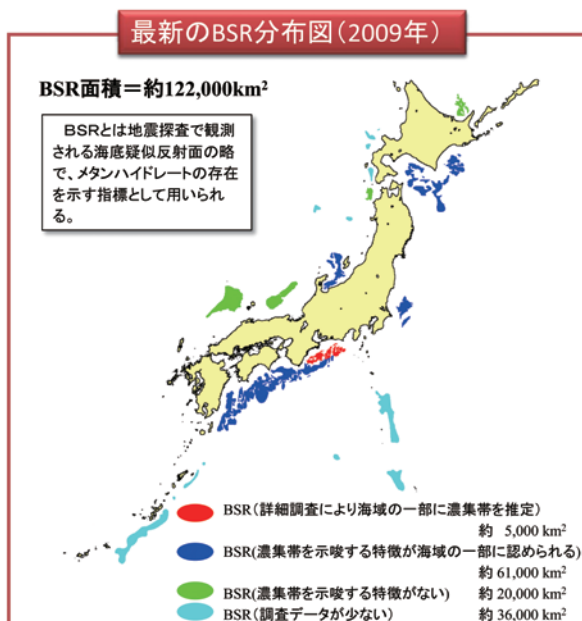 最新のBSR分布図（2009年）
BSR面積＝約122,000km²
BSRとは地震探査で観測
される海底疑似反射面の略
で、メタンハイドレートの存在
を示す指標として用いられ
る。
BSR（詳細調査により海域の一部に濃集帯を推定）
約 5,000 km²
BSR(濃集帯を示唆する特徴が海域の一部に認められる)
約 61,000 km²
BSR(濃集帯を示唆する特徴がない) 約 20,000 km²
BSR（調査データが少ない） 約 36,000 km²